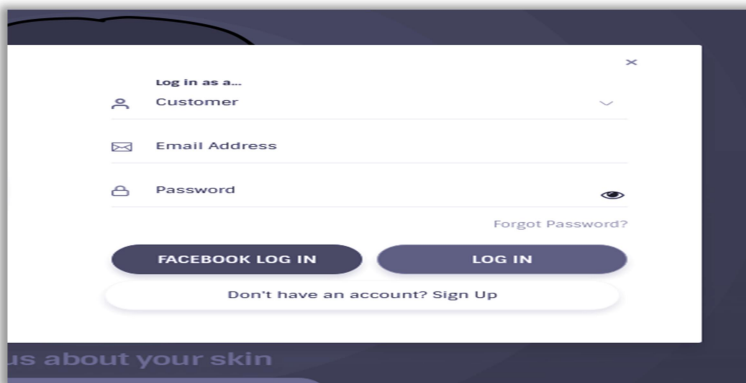 ×
Log in as a...
Customer
Email Address
Password
Forgot Password?
FACEBOOK LOG IN
LOG IN
Don't have an account? Sign Up
us about your skin